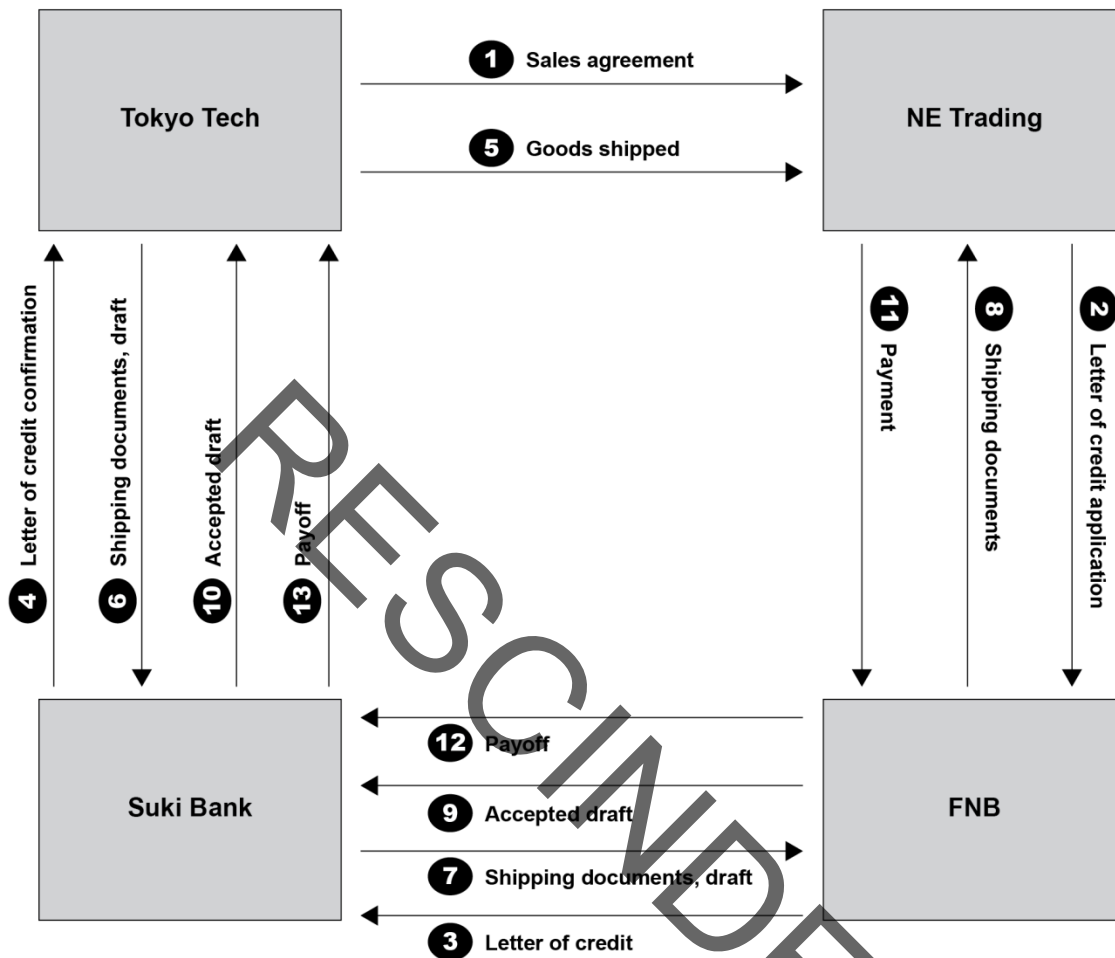 Tokyo Tech
1 Sales agreement
NE Trading
5 Goods shipped
4 Letter of credit confirmation
6 Shipping documents, draft
10 Accepted draft
13 Payoff
11 Payment
8 Shipping documents
2 Letter of credit application
Suki Bank
12 Payoff
9 Accepted draft
7 Shipping documents, draft
3 Letter of credit
FNB
RESCINDE